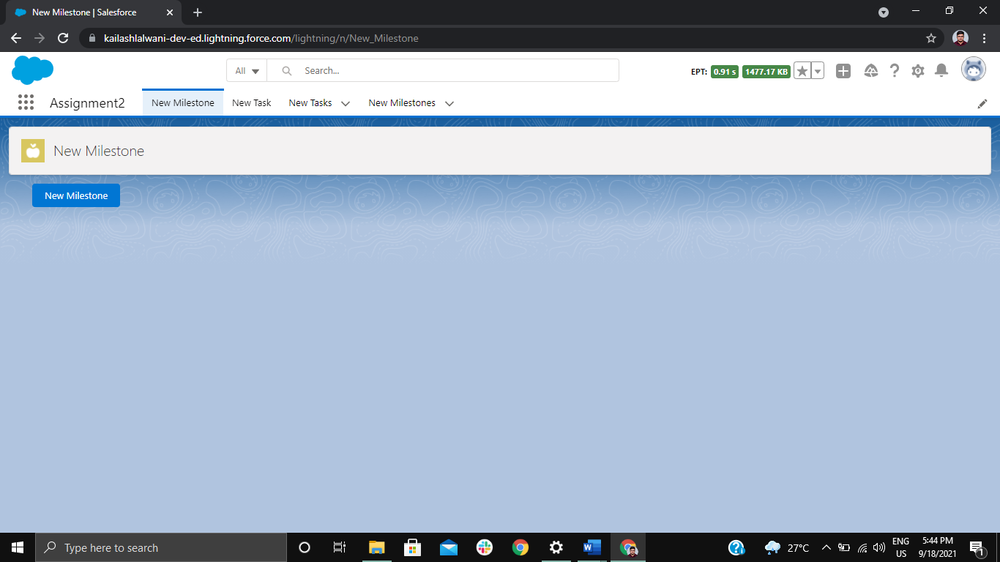 New Milestone | Salesforce
kailashlalwani-dev-ed.lightning.force.com/lightning/n/New_Milestone
All
Search...
EPT: 0.91 s 1477.17 KB
Assignment2
New Milestone
New Task
New Tasks
New Milestones
New Milestone
New Milestone
Type here to search
27°C
ENG
US
5:44 PM
9/18/2021
1